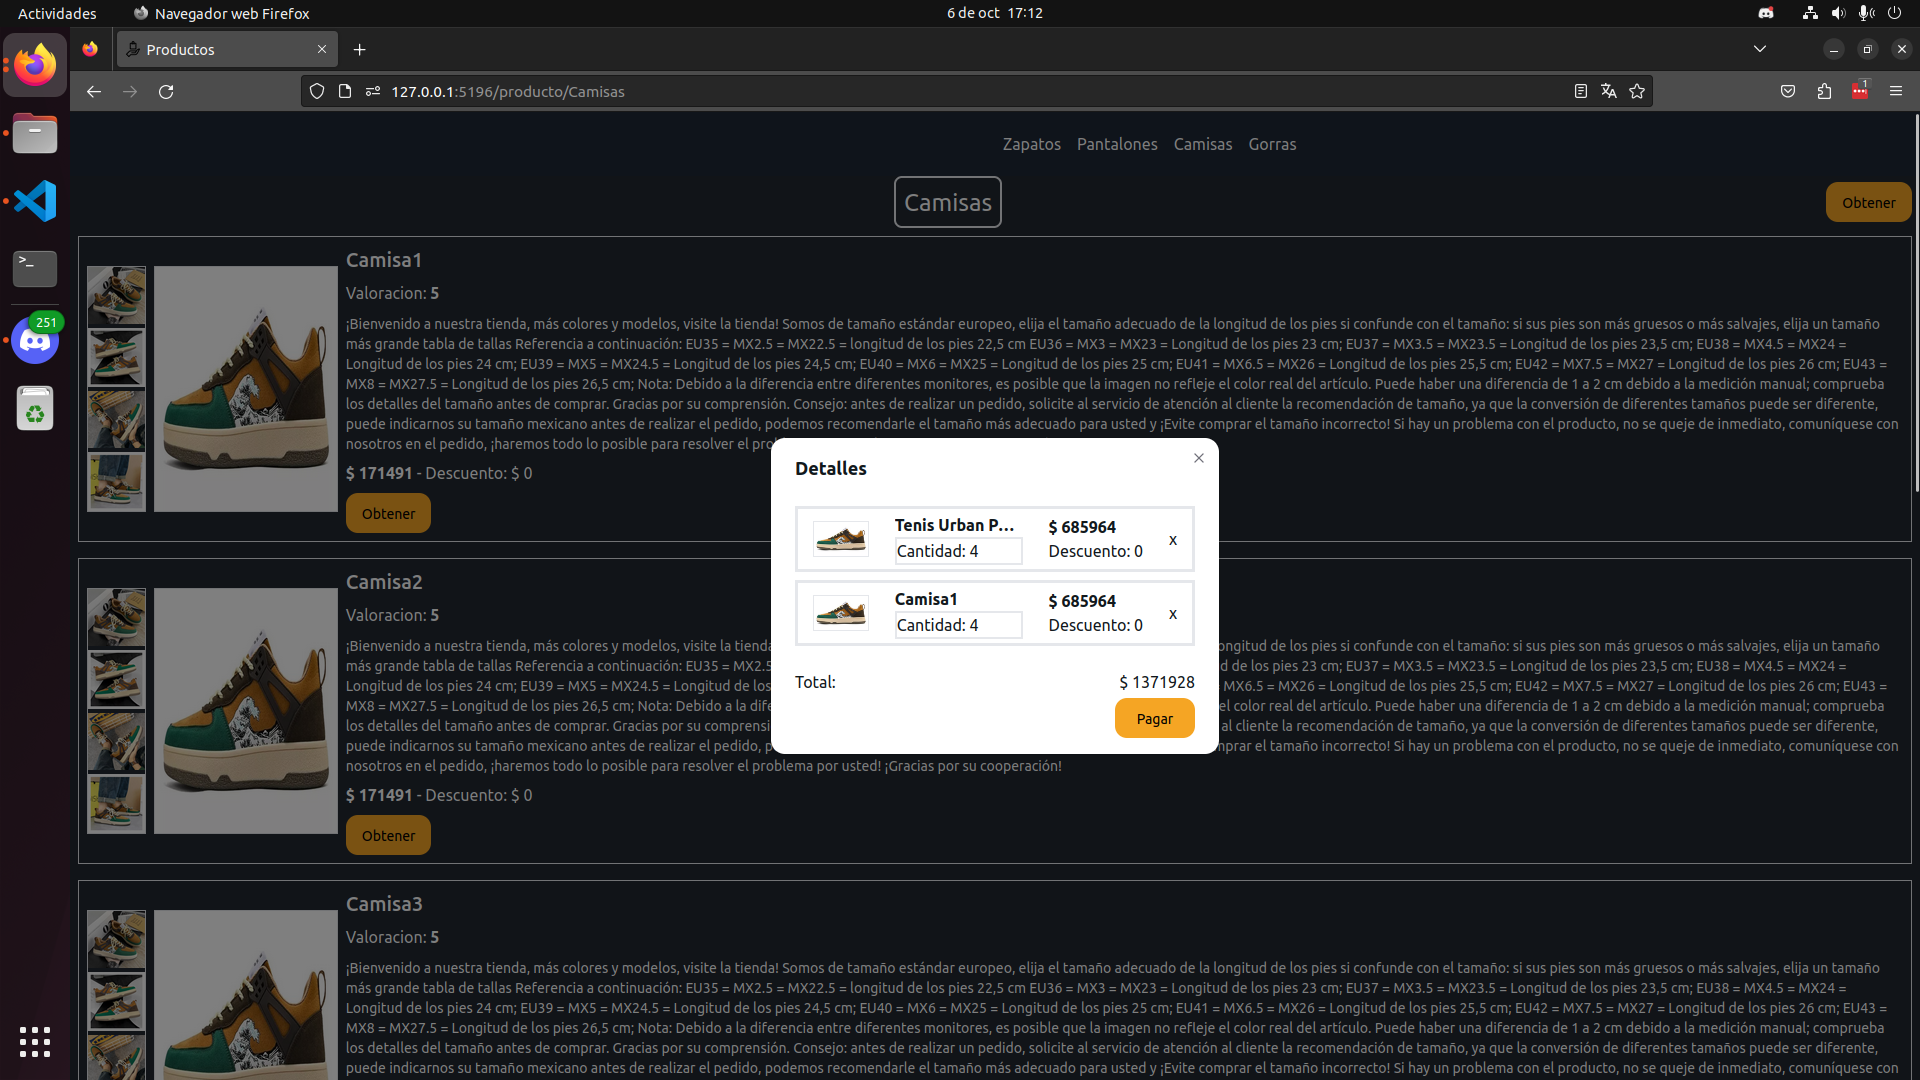 Actividades
Navegador web Firefox
6 de oct 17:12
Productos
127.0.0.1:5196/producto/Camisas
1
251
Zapatos Pantalones Camisas Gorras
Camisas
Obtener
Camisa1
Valoracion: 5
¡Bienvenido a nuestra tienda, más colores y modelos, visite la tienda! Somos de tamaño estándar europeo, elija el tamaño adecuado de la longitud de los pies si confunde con el tamaño: si sus pies son más gruesos o más salvajes, elija un tamaño
más grande tabla de tallas Referencia a continuación: EU35 = MX2.5 = MX22.5 = longitud de los pies 22,5 cm EU36 = MX3 = MX23 = Longitud de los pies 23 cm; EU37 = MX3.5 = MX23.5 = Longitud de los pies 23,5 cm; EU38 = MX4.5 = MX24 =
Longitud de los pies 24 cm; EU39 = MX5 = MX24.5 = Longitud de los pies 24,5 cm; EU40 = MX6 = MX25 = Longitud de los pies 25 cm; EU41 = MX6.5 = MX26 = Longitud de los pies 25,5 cm; EU42 = MX7.5 = MX27 = Longitud de los pies 26 cm; EU43 =
MX8 = MX27.5 = Longitud de los pies 26,5 cm; Nota: Debido a la diferencia entre diferentes monitores, es posible que la imagen no refleje el color real del artículo. Puede haber una diferencia de 1 a 2 cm debido a la medición manual; comprueba
los detalles del tamaño antes de comprar. Gracias por su comprensión. Consejo: antes de realizar un pedido, solicite al servicio de atención al cliente la recomendación de tamaño, ya que la conversión de diferentes tamaños puede ser diferente,
puede indicarnos su tamaño mexicano antes de realizar el pedido, podemos recomendarle el tamaño más adecuado para usted y ¡Evite comprar el tamaño incorrecto! Si hay un problema con el producto, no se queje de inmediato, comuníquese con
nosotros en el pedido, ¡haremos todo lo posible para resolver el pro
$ 171491 - Descuento: $ 0
Obtener
Detalles
Tenis Urban P...
Cantidad: 4
$ 685964
Descuento: 0
x
Camisa1
Cantidad: 4
$ 685964
Descuento: 0
x
Total: $ 1371928
Pagar
Camisa2
Valoracion: 5
¡Bienvenido a nuestra tienda, más colores y modelos, visite la tienda ongitud de los pies si confunde con el tamaño: si sus pies son más gruesos o más salvajes, elija un tamaño
más grande tabla de tallas Referencia a continuación: EU35 = MX2.5 d de los pies 23 cm; EU37 = MX3.5 = MX23.5 = Longitud de los pies 23,5 cm; EU38 = MX4.5 = MX24 =
Longitud de los pies 24 cm; EU39 = MX5 = MX24.5 = Longitud de los MX6.5 = MX26 = Longitud de los pies 25,5 cm; EU42 = MX7.5 = MX27 = Longitud de los pies 26 cm; EU43 =
MX8 = MX27.5 = Longitud de los pies 26,5 cm; Nota: Debido a la dife el color real del artículo. Puede haber una diferencia de 1 a 2 cm debido a la medición manual; comprueba
los detalles del tamaño antes de comprar. Gracias por su comprensi al cliente la recomendación de tamaño, ya que la conversión de diferentes tamaños puede ser diferente,
puede indicarnos su tamaño mexicano antes de realizar el pedido, p nprar el tamaño incorrecto! Si hay un problema con el producto, no se queje de inmediato, comuníquese con
nosotros en el pedido, ¡haremos todo lo posible para resolver el problema por usted! ¡Gracias por su cooperación!
$ 171491 - Descuento: $ 0
Obtener
Camisa3
Valoracion: 5
¡Bienvenido a nuestra tienda, más colores y modelos, visite la tienda! Somos de tamaño estándar europeo, elija el tamaño adecuado de la longitud de los pies si confunde con el tamaño: si sus pies son más gruesos o más salvajes, elija un tamaño
más grande tabla de tallas Referencia a continuación: EU35 = MX2.5 = MX22.5 = longitud de los pies 22,5 cm EU36 = MX3 = MX23 = Longitud de los pies 23 cm; EU37 = MX3.5 = MX23.5 = Longitud de los pies 23,5 cm; EU38 = MX4.5 = MX24 =
Longitud de los pies 24 cm; EU39 = MX5 = MX24.5 = Longitud de los pies 24,5 cm; EU40 = MX6 = MX25 = Longitud de los pies 25 cm; EU41 = MX6.5 = MX26 = Longitud de los pies 25,5 cm; EU42 = MX7.5 = MX27 = Longitud de los pies 26 cm; EU43 =
MX8 = MX27.5 = Longitud de los pies 26,5 cm; Nota: Debido a la diferencia entre diferentes monitores, es posible que la imagen no refleje el color real del artículo. Puede haber una diferencia de 1 a 2 cm debido a la medición manual; comprueba
los detalles del tamaño antes de comprar. Gracias por su comprensión. Consejo: antes de realizar un pedido, solicite al servicio de atención al cliente la recomendación de tamaño, ya que la conversión de diferentes tamaños puede ser diferente,
puede indicarnos su tamaño mexicano antes de realizar el pedido, podemos recomendarle el tamaño más adecuado para usted y ¡Evite comprar el tamaño incorrecto! Si hay un problema con el producto, no se queje de inmediato, comuníquese con